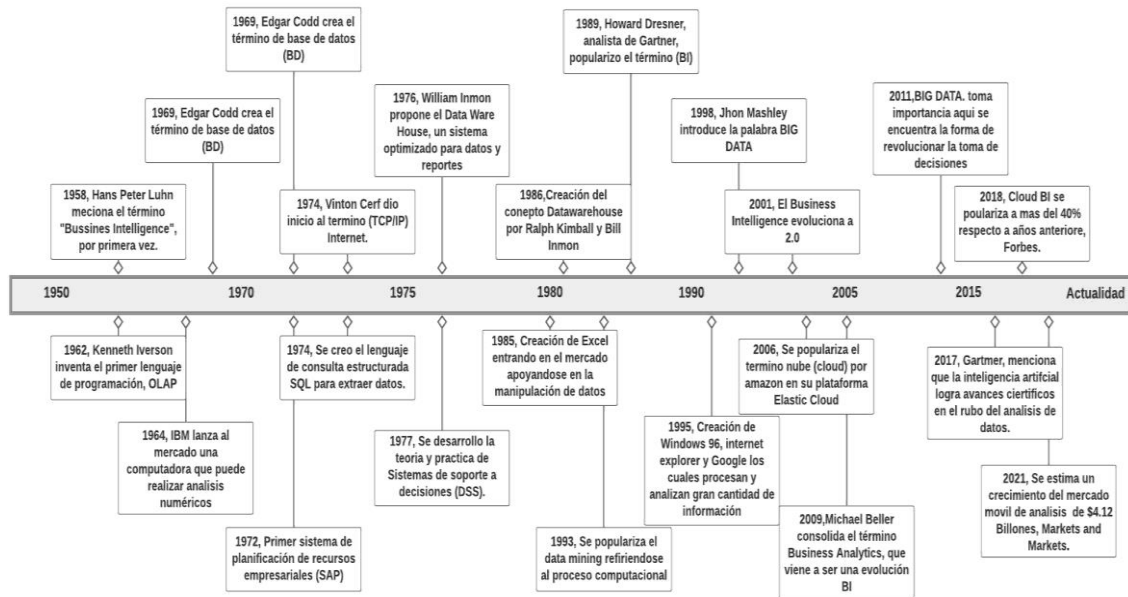 1969, Edgar Codd crea el
término de base de datos
(BD)
1989, Howard Dresner,
analista de Gartner,
popularizo el término (BI)
1969, Edgar Codd crea el
término de base de datos
(BD)
1976, William Inmon
propone el Data Ware
House, un sistema
optimizado para datos y
reportes
1998, Jhon Mashley
introduce la palabra BIG
DATA
2011,BIG DATA. toma
importancia aqui se
encuentra la forma de
revolucionar la toma de
decisiones
1958, Hans Peter Luhn
meciona el término
"Bussines Intelligence",
por primera vez.
1974, Vinton Cerf dio
inicio al termino (TCP/IP)
Internet.
1986,Creación del
conepto Datawarehouse
por Ralph Kimball y Bill
Inmon
2001, El Business
Intelligence evoluciona a
2.0
2018, Cloud BI se
poulariza a mas del 40%
respecto a años anteriore,
Forbes.
1950 1970 1975 1980 1990 2005 2015 Actualidad
1962, Kenneth Iverson
inventa el primer lenguaje
de programación, OLAP
1974, Se creo el lenguaje
de consulta estructurada
SQL para extraer datos.
1985, Creación de Excel
entrando en el mercado
apoyandose en la
manipulación de datos
2006, Se populariza el
termino nube (cloud) por
amazon en su plataforma
Elastic Cloud
2017, Gartmer, menciona
que la inteligencia artifcial
logra avances ciertificos
en el rubo del analisis de
datos.
1964, IBM lanza al
mercado una
computadora que puede
realizar analisis
numéricos
1977, Se desarrollo la
teoria y practica de
Sistemas de soporte a
decisiones (DSS).
1995, Creación de
Windows 96, internet
explorer y Google los
cuales procesan y
analizan gran cantidad de
información
2021, Se estima un
crecimiento del mercado
movil de analisis de $4.12
Billones, Markets and
Markets.
1972, Primer sistema de
planificación de recursos
empresariales (SAP)
1993, Se populariza el
data mining refiriendose
al proceso computacional
2009,Michael Beller
consolida el término
Business Analytics, que
viene a ser una evolución
BI